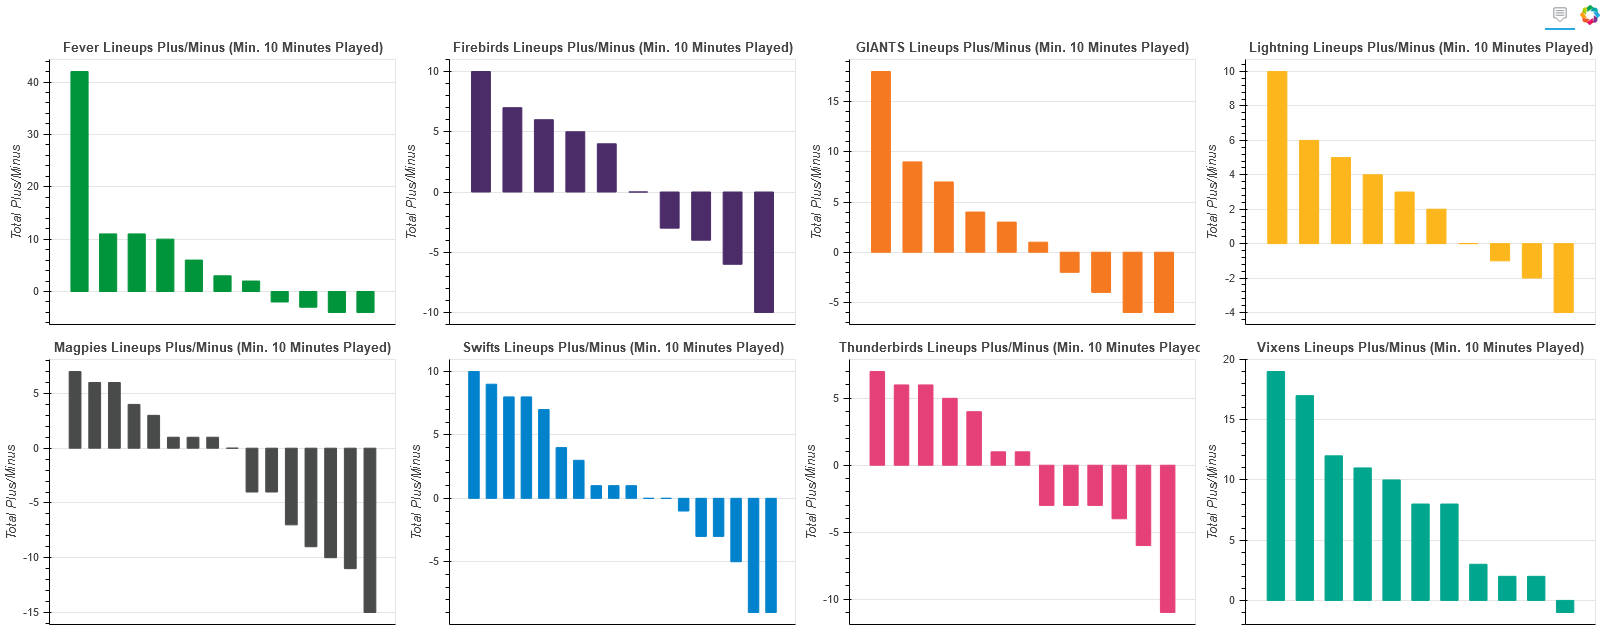 Fever Lineups Plus/Minus (Min. 10 Minutes Played)
Total Plus/Minus
40
30
20
10
0
Firebirds Lineups Plus/Minus (Min. 10 Minutes Played)
Total Plus/Minus
10
5
0
-5
-10
GIANTS Lineups Plus/Minus (Min. 10 Minutes Played)
Total Plus/Minus
15
10
5
0
-5
Lightning Lineups Plus/Minus (Min. 10 Minutes Played)
Total Plus/Minus
10
8
6
4
2
0
-2
-4
Magpies Lineups Plus/Minus (Min. 10 Minutes Played)
Total Plus/Minus
5
0
-5
-10
-15
Swifts Lineups Plus/Minus (Min. 10 Minutes Played)
Total Plus/Minus
10
5
0
-5
Thunderbirds Lineups Plus/Minus (Min. 10 Minutes Played
Total Plus/Minus
5
0
-5
-10
Vixens Lineups Plus/Minus (Min. 10 Minutes Played)
Total Plus/Minus
20
15
10
5
0